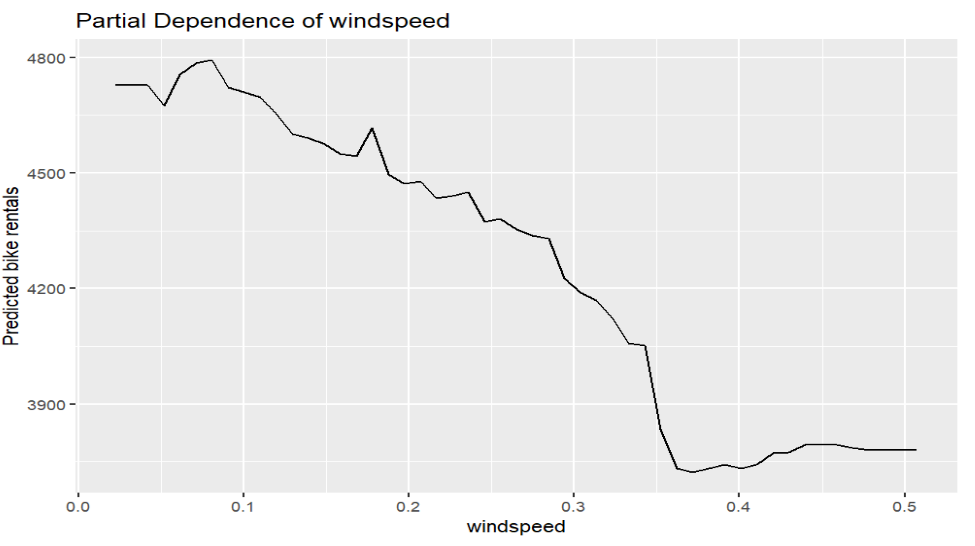 Partial Dependence of windspeed
Predicted bike rentals
4800
4500
4200
3900
0.0 0.1 0.2 0.3 0.4 0.5
windspeed